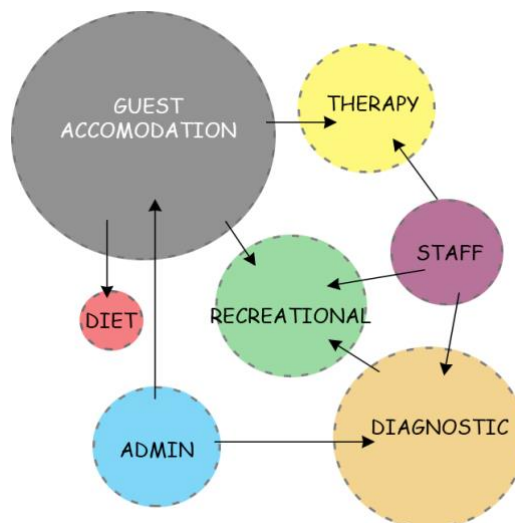 GUEST
ACCOMODATION
THERAPY
STAFF
DIET
RECREATIONAL
ADMIN
DIAGNOSTIC